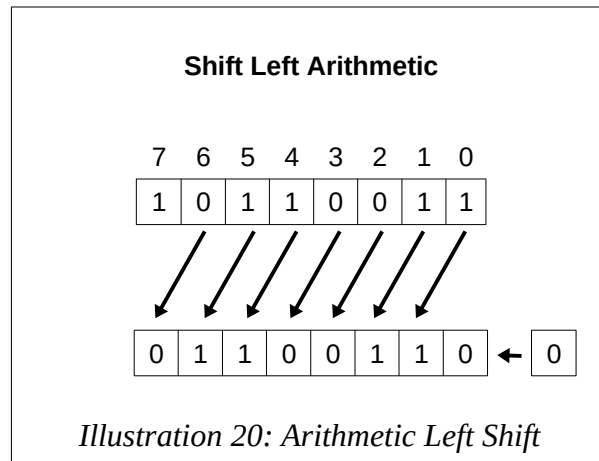 Shift Left Arithmetic
7 6 5 4 3 2 1 0
1 0 1 1 0 0 1 1
0 1 1 0 0 1 1 0 0
Illustration 20: Arithmetic Left Shift